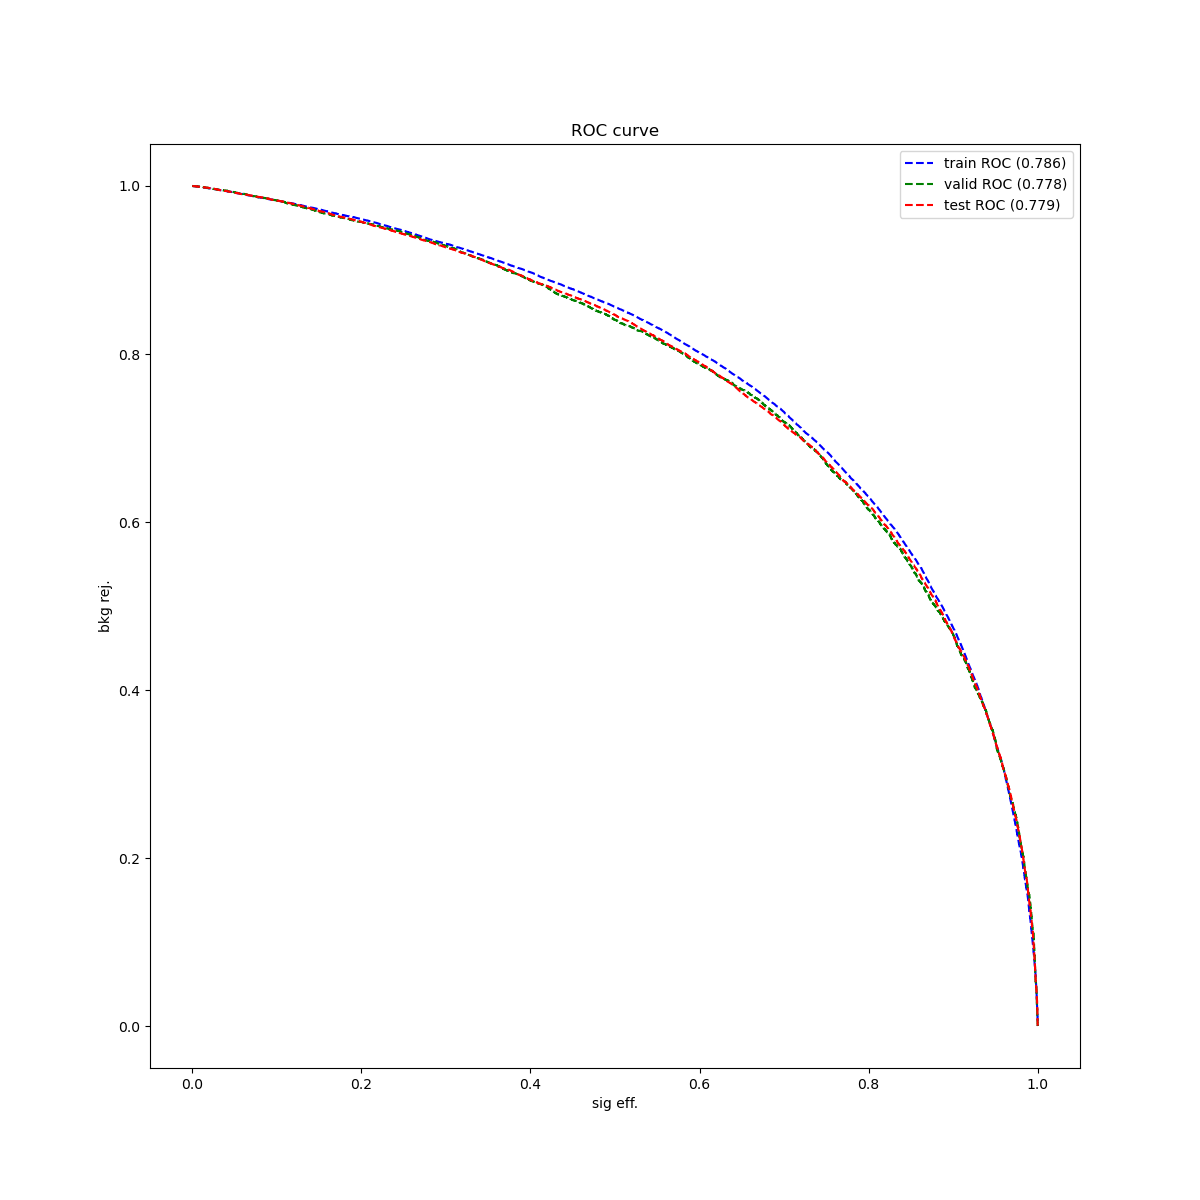 ROC curve
train ROC (0.786)
valid ROC (0.778)
test ROC (0.779)
1.0
0.8
0.6
0.4
0.2
0.0
bkg rej.
0.0 0.2 0.4 0.6 0.8 1.0
sig eff.